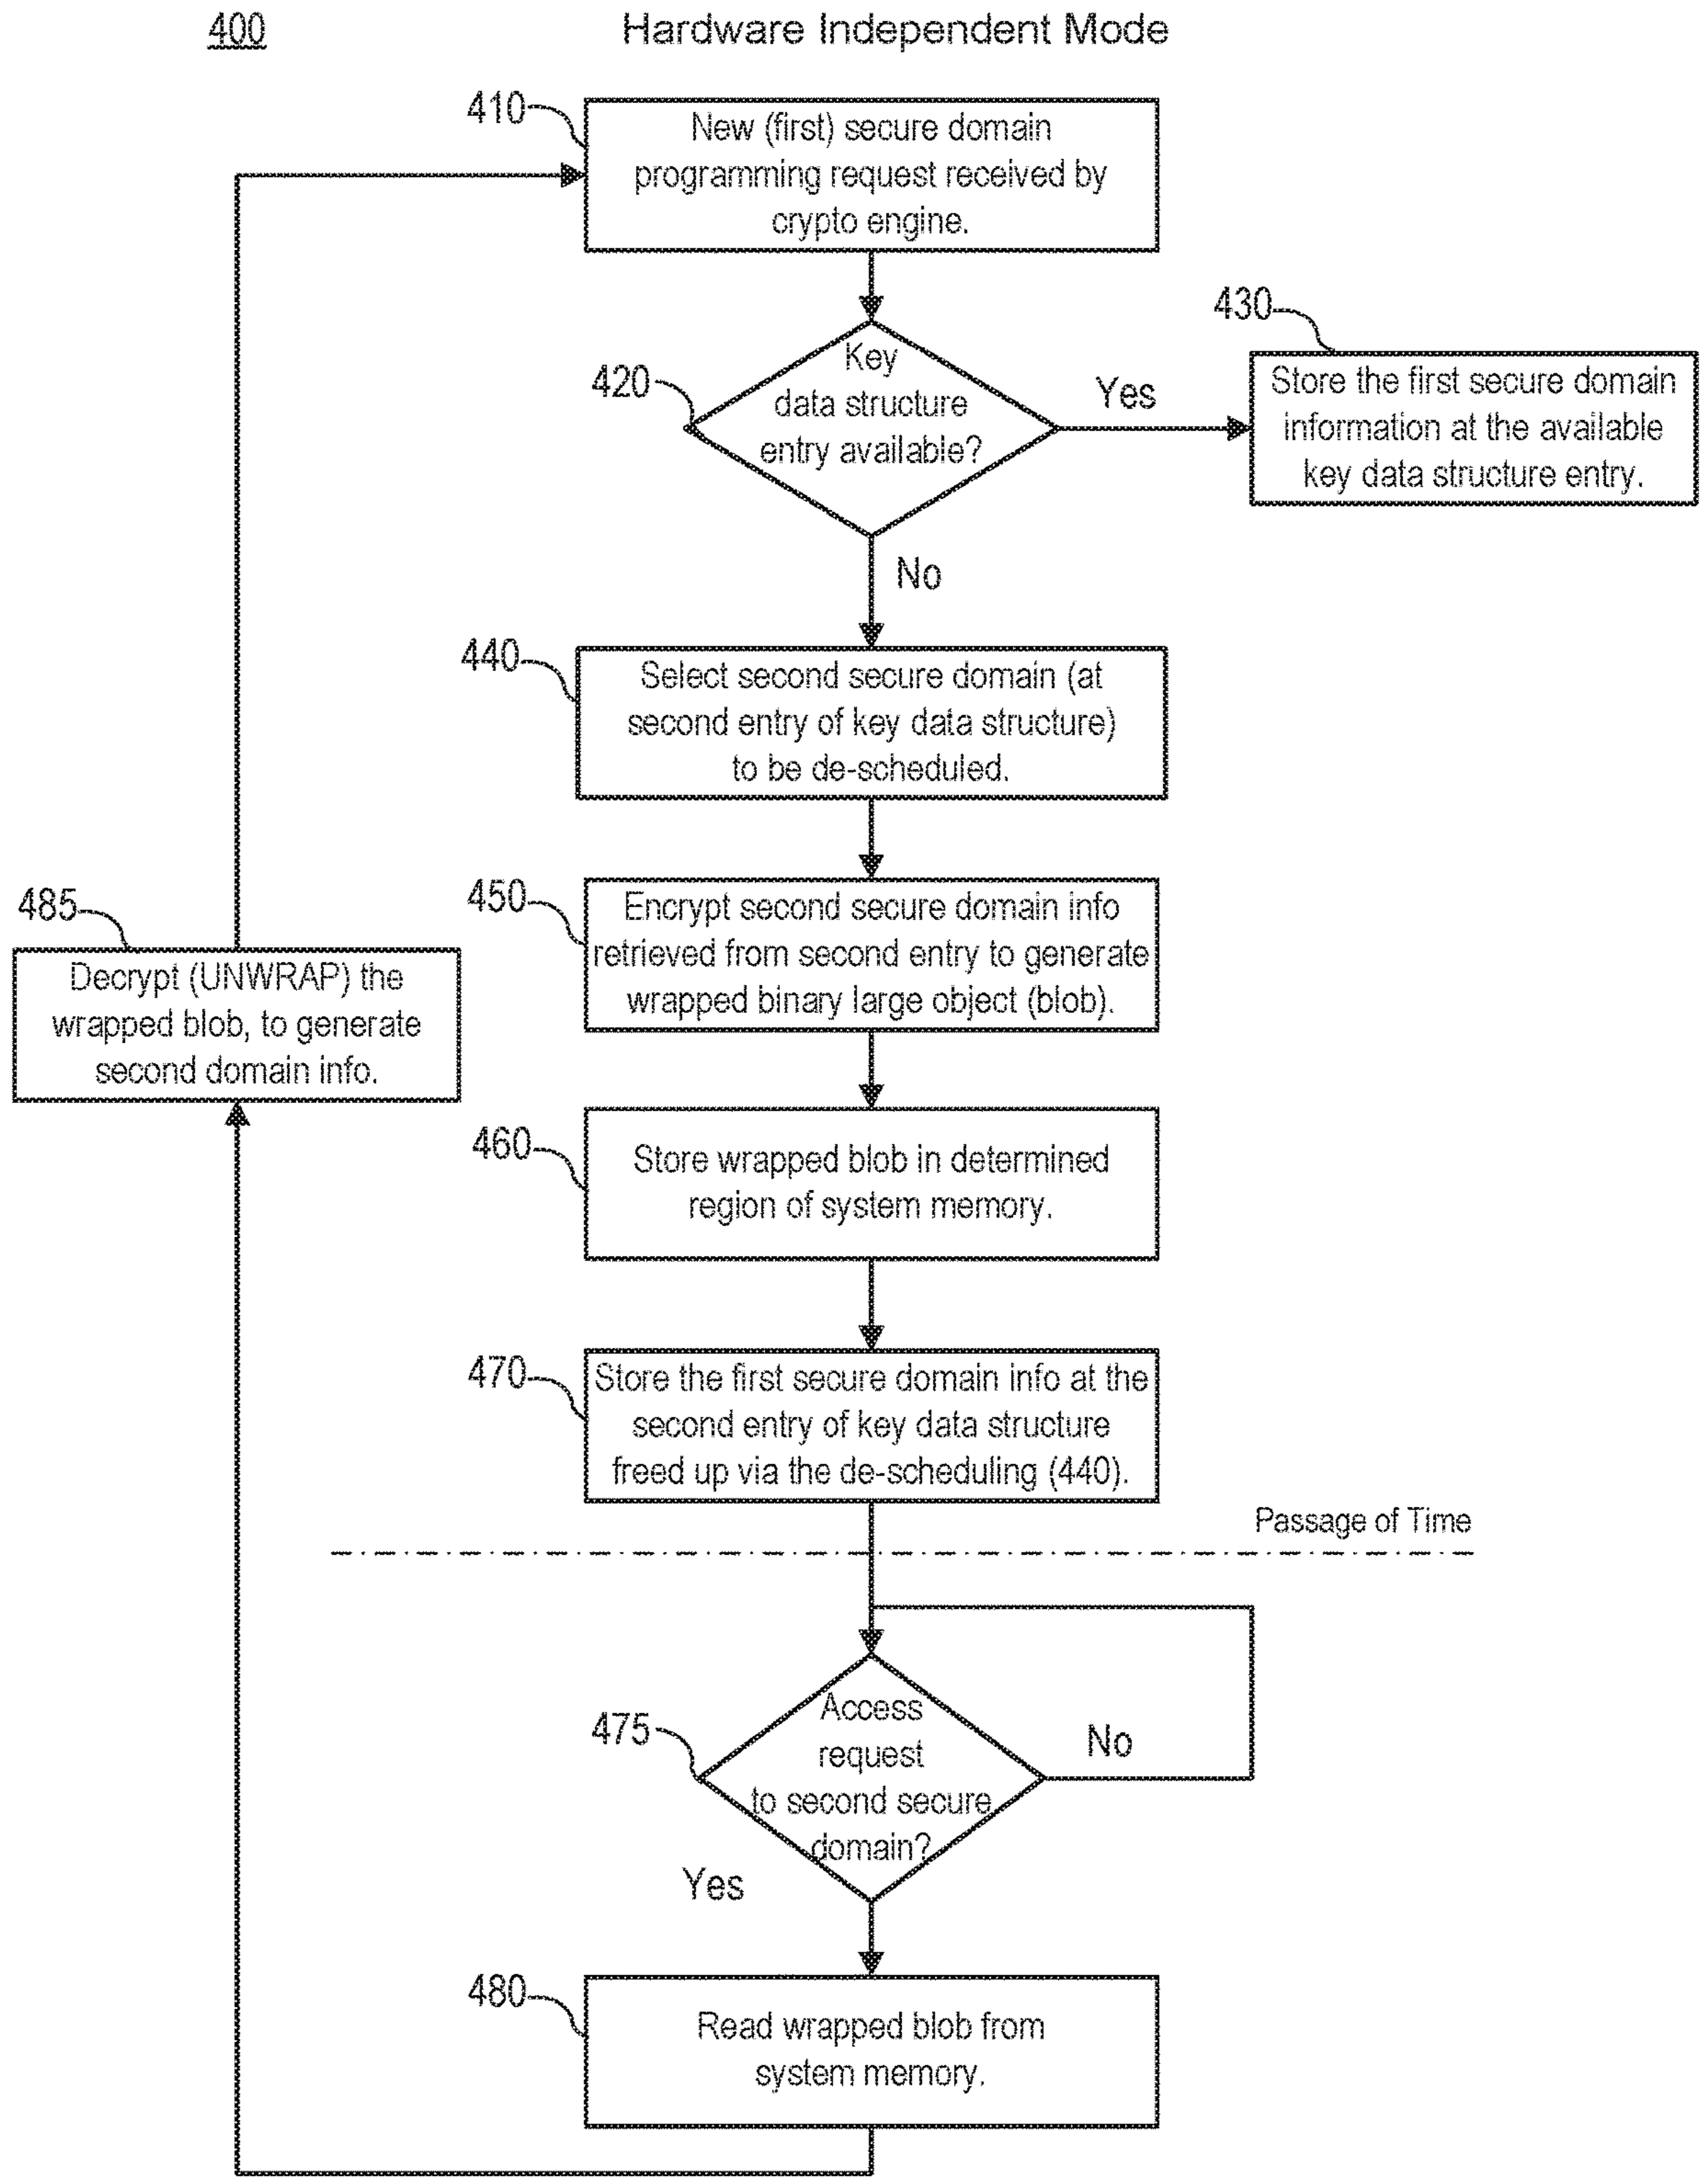 400
Hardware Independent Mode
410
New (first) secure domain
programming request received by
crypto engine.
420
Key
data structure
entry available?
Yes
430
Store the first secure domain
information at the available
key data structure entry.
No
440
Select second secure domain (at
second entry of key data structure)
to be de-scheduled.
450
Encrypt second secure domain info
retrieved from second entry to generate
wrapped binary large object (blob).
485
Decrypt (UNWRAP) the
wrapped blob, to generate
second domain info.
460
Store wrapped blob in determined
region of system memory.
470
Store the first secure domain info at the
second entry of key data structure
freed up via the de-scheduling (440).
Passage of Time
475
Access
request
to second secure
domain?
No
Yes
480
Read wrapped blob from
system memory.